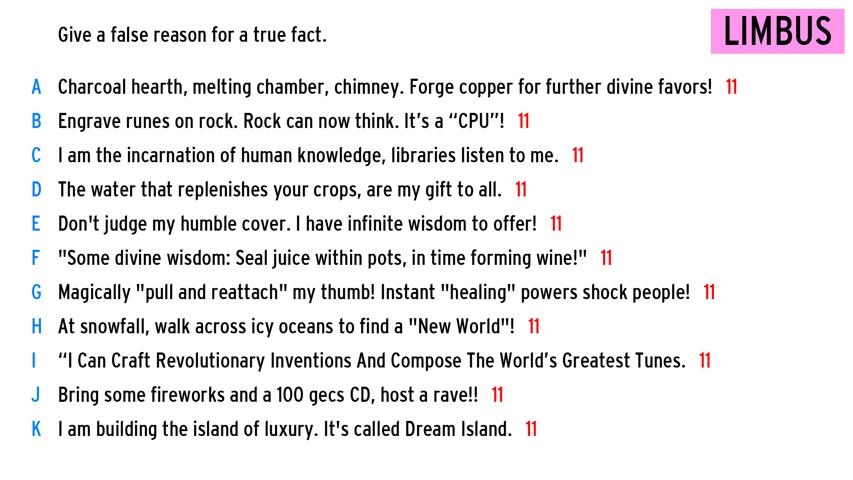 Give a false reason for a true fact.
LIMBUS
A Charcoal hearth, melting chamber, chimney. Forge copper for further divine favors! 11
B Engrave runes on rock. Rock can now think. It’s a “CPU”! 11
C I am the incarnation of human knowledge, libraries listen to me. 11
D The water that replenishes your crops, are my gift to all. 11
E Don't judge my humble cover. I have infinite wisdom to offer! 11
F "Some divine wisdom: Seal juice within pots, in time forming wine!" 11
G Magically "pull and reattach" my thumb! Instant "healing" powers shock people! 11
H At snowfall, walk across icy oceans to find a "New World"! 11
I “I Can Craft Revolutionary Inventions And Compose The World’s Greatest Tunes. 11
J Bring some fireworks and a 100 gecs CD, host a rave!! 11
K I am building the island of luxury. It's called Dream Island. 11